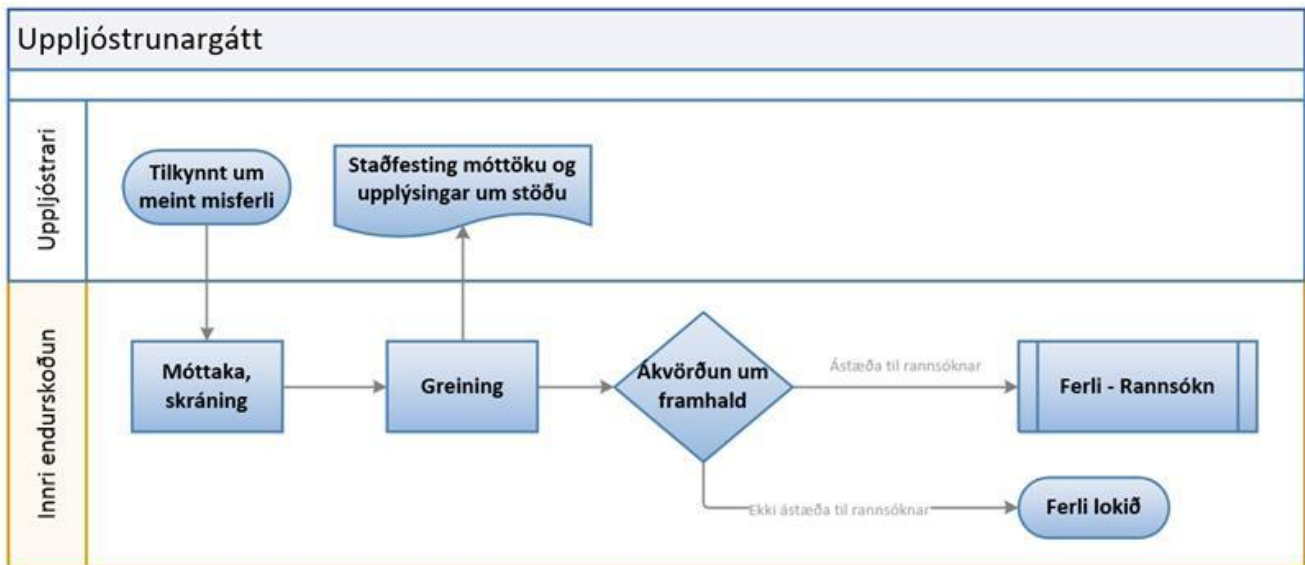 Uppljóstrunargátt
Uppljóstrari
Tilkynnt um
meint misferli
Staðfesting móttöku og
upplýsingar um stöðu
Innri endurskoðun
Móttaka,
skráning
Greining
Ákvörðun um
framhald
Ástæða til rannsóknar
Ferli - Rannsókn
Ekki ástæða til rannsóknar
Ferli lokið